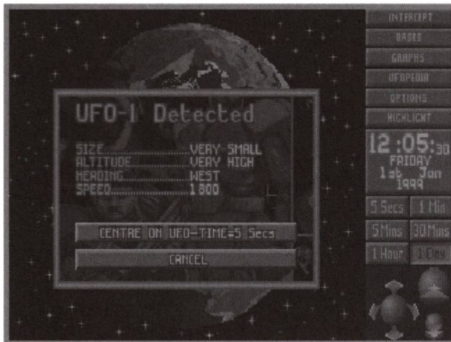 UFO-1 Detected
SIZE................VERY SMALL
ALTITUDE............VERY HIGH
HEADING.............WEST
SPEED...............1800
CENTRE ON UFO-TIME=5 Secs
CANCEL
INTERCEPT
BASES
GRAPHS
UFOPEDIA
OPTIONS
HICHLICHT
12:05:30
FRIDAY
1st Jan
1999
5 Secs 1 Min
5 Mins 30 Mins
1 Hour 1 Day